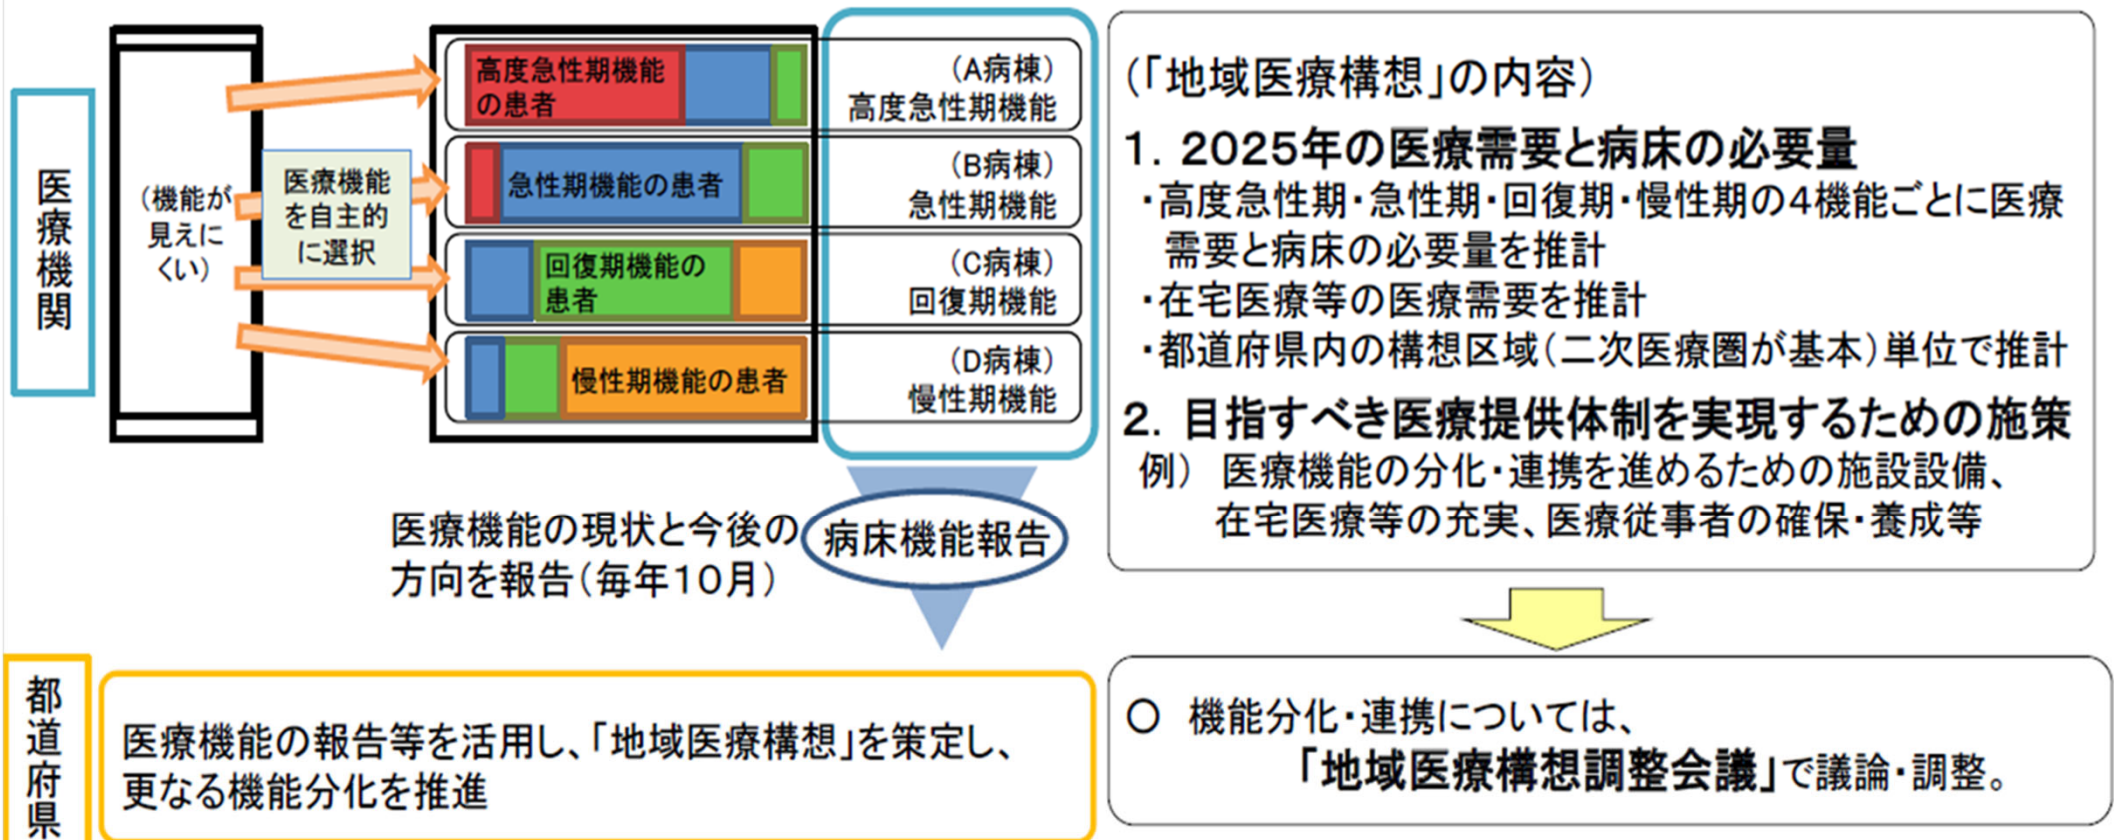 医療機関
(機能が
見えに
くい)
医療機能
を自主的
に選択
高度急性期機能
の患者
(A病棟)
高度急性期機能
急性期機能の患者
(B病棟)
急性期機能
回復期機能の
患者
(C病棟)
回復期機能
慢性期機能の患者
(D病棟)
慢性期機能
医療機能の現状と今後の
方向を報告(毎年10月)
病床機能報告
都道府県
医療機能の報告等を活用し、「地域医療構想」を策定し、
更なる機能分化を推進
(「地域医療構想」の内容)
1. 2025年の医療需要と病床の必要量
・高度急性期・急性期・回復期・慢性期の4機能ごとに医療
需要と病床の必要量を推計
・在宅医療等の医療需要を推計
・都道府県内の構想区域(二次医療圏が基本)単位で推計
2. 目指すべき医療提供体制を実現するための施策
例) 医療機能の分化・連携を進めるための施設設備、
在宅医療等の充実、医療従事者の確保・養成等
〇 機能分化・連携については、
「地域医療構想調整会議」で議論・調整。